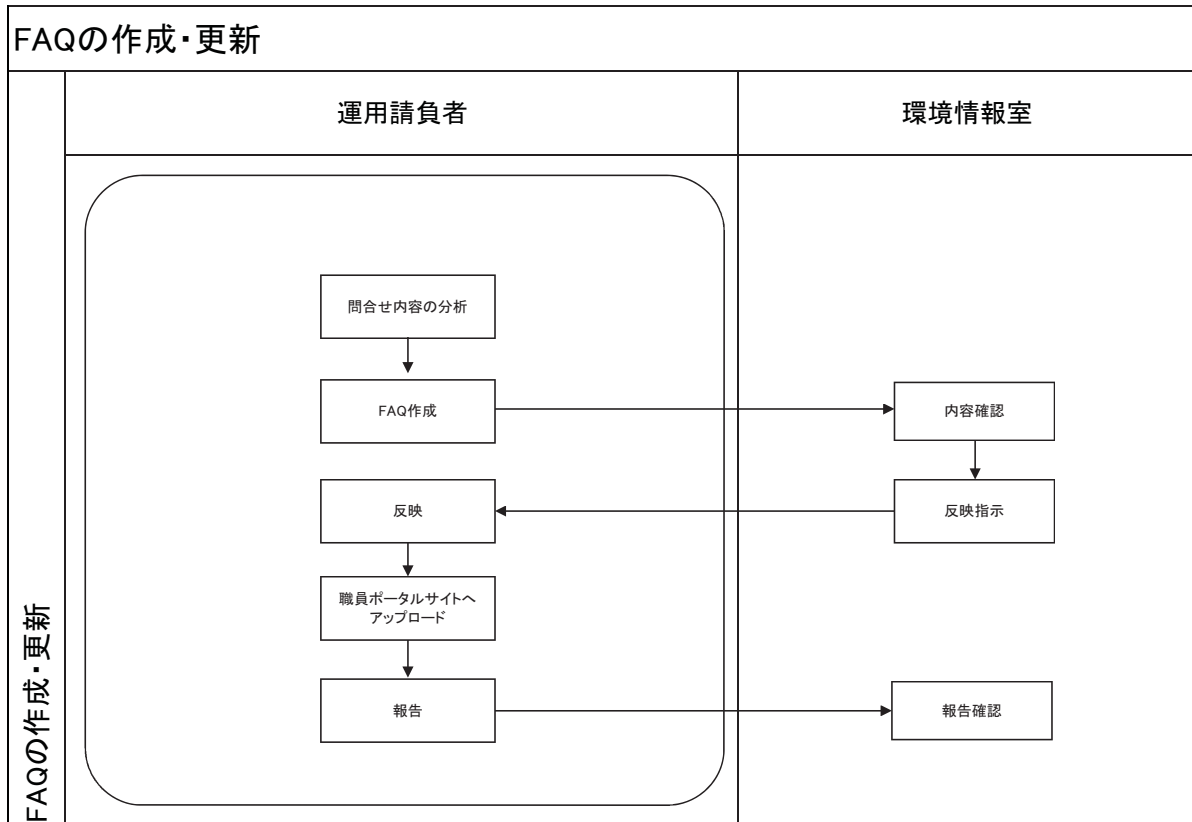 FAQの作成・更新
運用請負者
環境情報室
問合せ内容の分析
FAQ作成
内容確認
反映
反映指示
職員ポータルサイトへ
アップロード
報告
報告確認
FAQの作成・更新